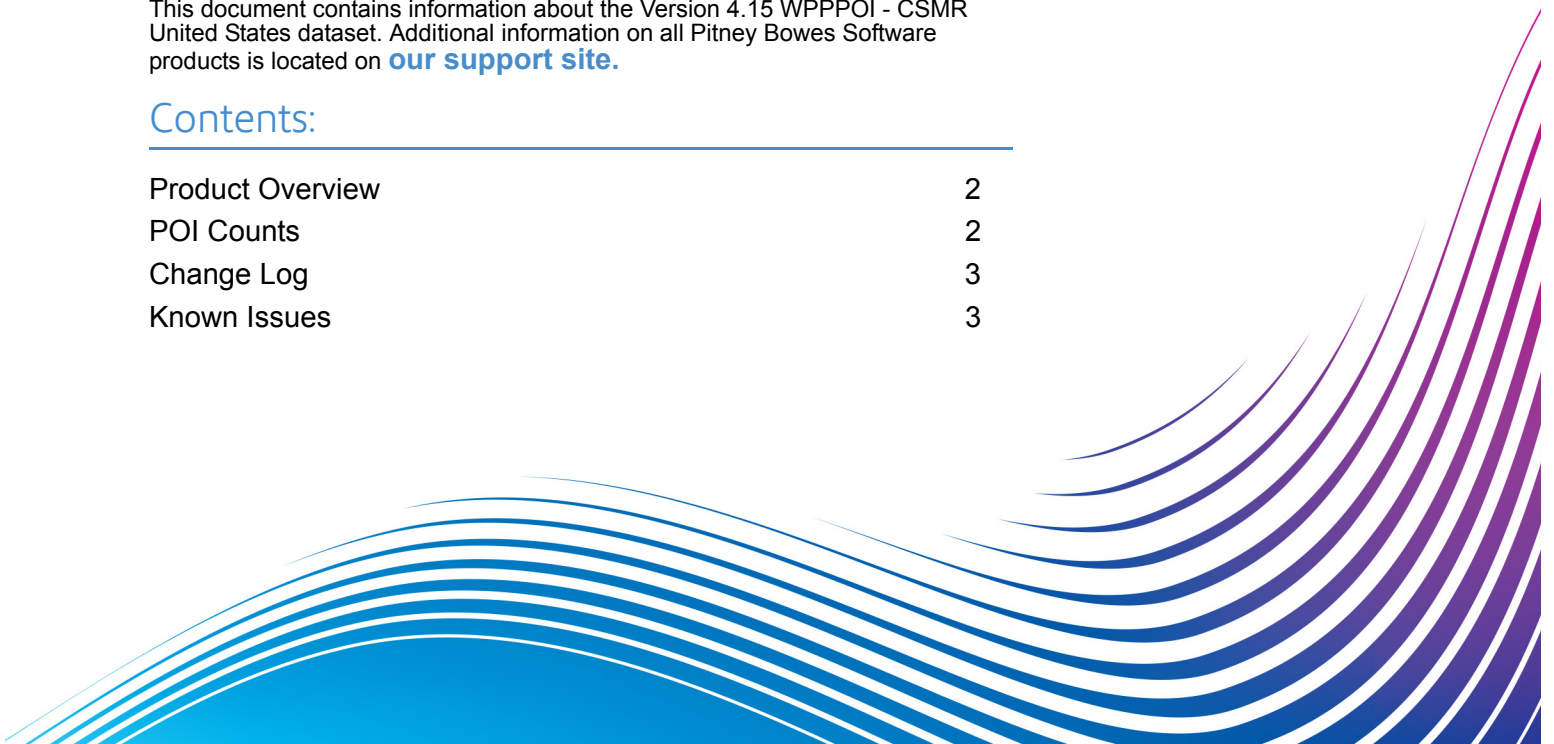 This document contains information about the Version 4.15 WPPPOI - CSMR
United States dataset. Additional information on all Pitney Bowes Software
products is located on our support site.
Contents:
Product Overview 2
POI Counts 2
Change Log 3
Known Issues 3